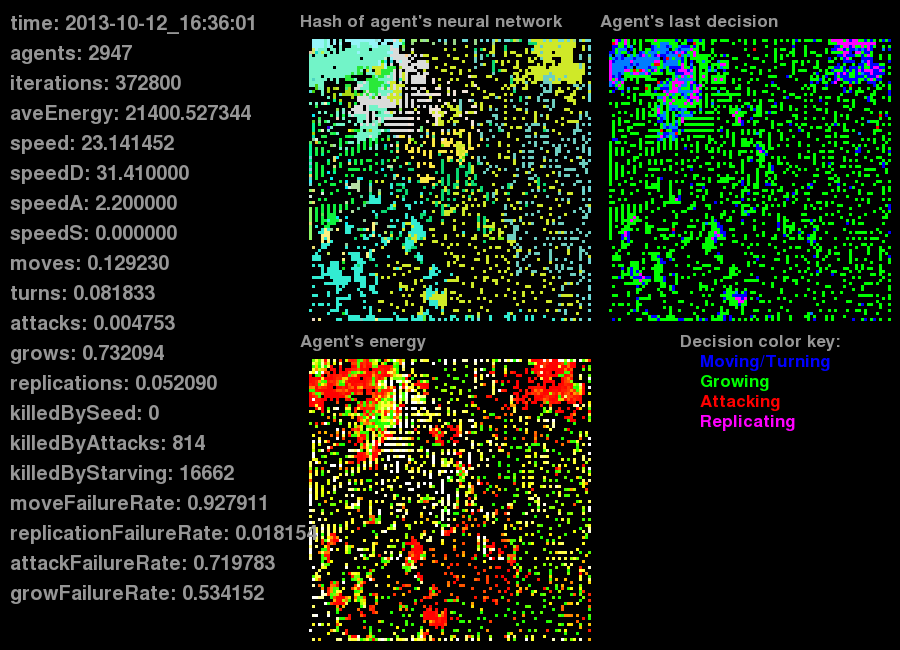 time: 2013-10-12_16:36:01
agents: 2947
iterations: 372800
aveEnergy: 21400.527344
speed: 23.141452
speedD: 31.410000
speedA: 2.200000
speedS: 0.000000
moves: 0.129230
turns: 0.081833
attacks: 0.004753
grows: 0.732094
replications: 0.052090
killedBySeed: 0
killedByAttacks: 814
killedByStarving: 16662
moveFailureRate: 0.927911
replicationFailureRate: 0.018154
attackFailureRate: 0.719783
growFailureRate: 0.534152
Hash of agent's neural network
Agent's last decision
Agent's energy
Decision color key:
Moving/Turning
Growing
Attacking
Replicating